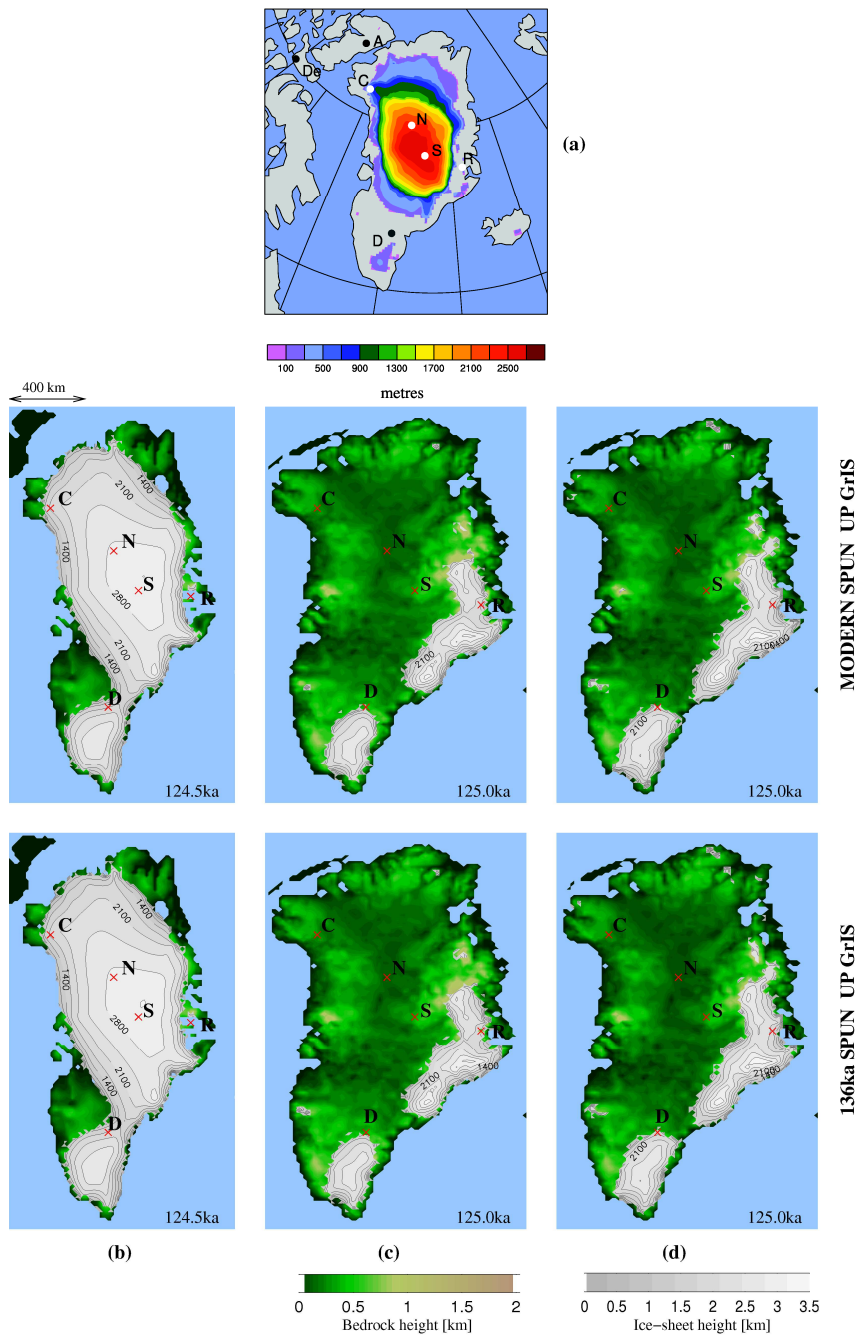 A
De
C
N
S
R
D
(a)
100 500 900 1300 1700 2100 2500
metres
400 km
MODERN SPUN UP GrIS
2100
1400
C
1400
N
S
2800
R
2100
1400
D
124.5ka
C
N
S
R
2100
D
125.0ka
C
N
S
R
2100
1400
D
2100
125.0ka
136ka SPUN UP GrIS
2100
1400
C
1400
N
S
2800
R
2100
1400
D
124.5ka
C
N
S
R
2100
1400
D
125.0ka
C
N
S
R
D
2100
125.0ka
(b) (c) (d)
0 0.5 1 1.5 2
Bedrock height [km]
0 0.5 1 1.5 2 2.5 3 3.5
Ice−sheet height [km]